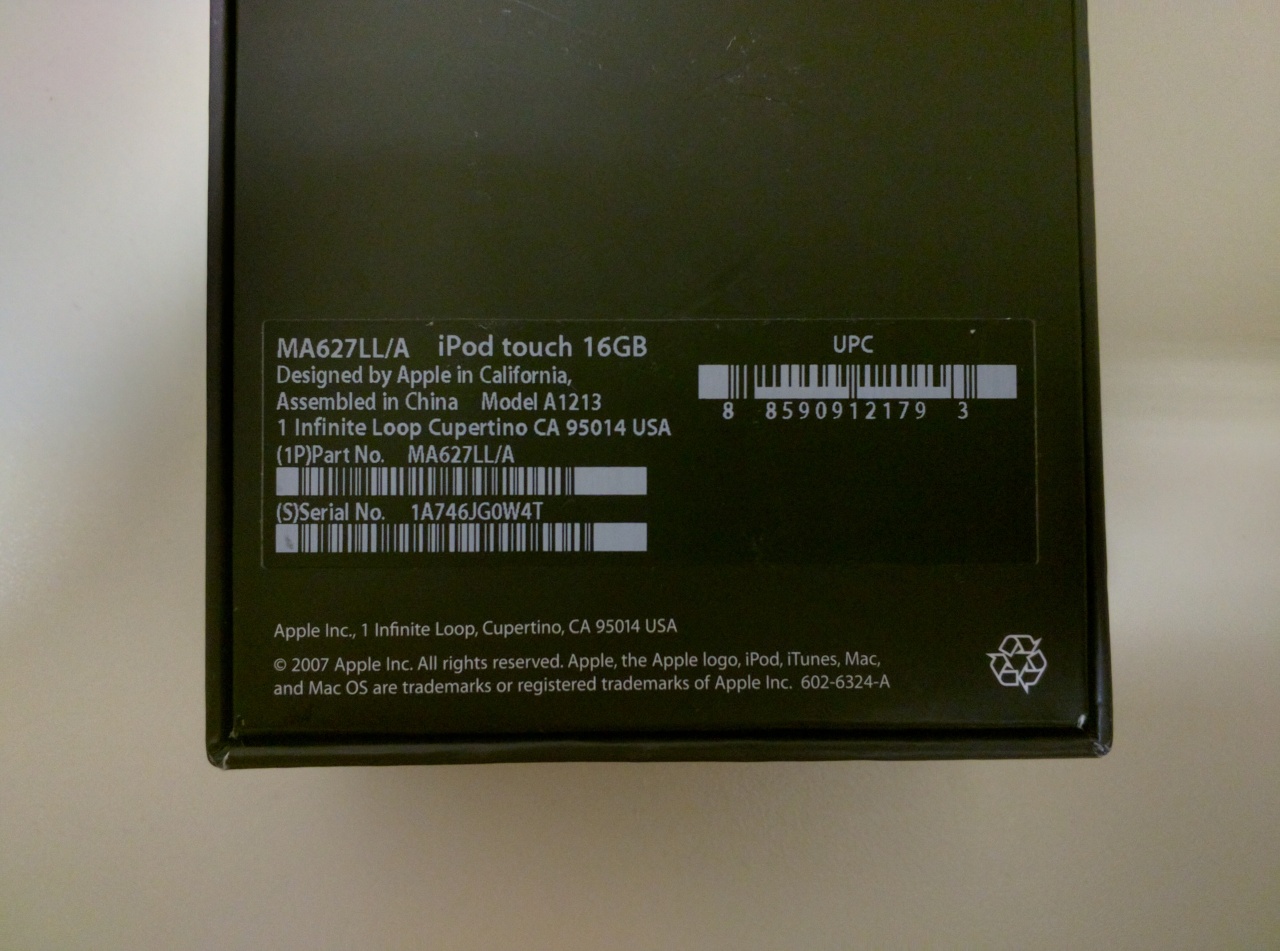 MA627LL/A iPod touch 16GB
Designed by Apple in California,
Assembled in China Model A1213
1 Infinite Loop Cupertino CA 95014 USA
(1P)Part No. MA627LL/A
(S)Serial No. 1A746JG0W4T
UPC
8 8590912179 3
Apple Inc., 1 Infinite Loop, Cupertino, CA 95014 USA
© 2007 Apple Inc. All rights reserved. Apple, the Apple logo, iPod, iTunes, Mac,
and Mac OS are trademarks or registered trademarks of Apple Inc. 602-6324-A